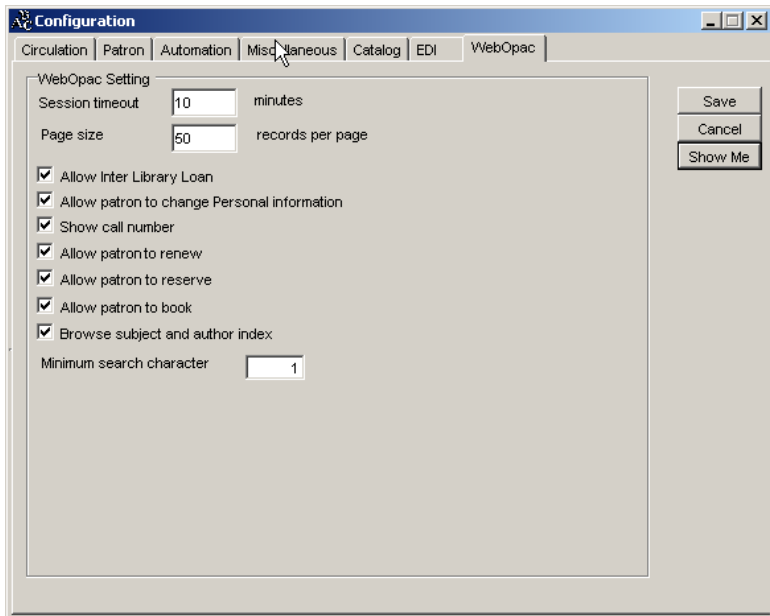 Configuration
Circulation Patron Automation Miscellaneous Catalog EDI WebOpac
WebOpac Setting
Session timeout 10 minutes
Page size 50 records per page
Allow Inter Library Loan
Allow patron to change Personal information
Show call number
Allow patron to renew
Allow patron to reserve
Allow patron to book
Browse subject and author index
Minimum search character 1
Save
Cancel
Show Me